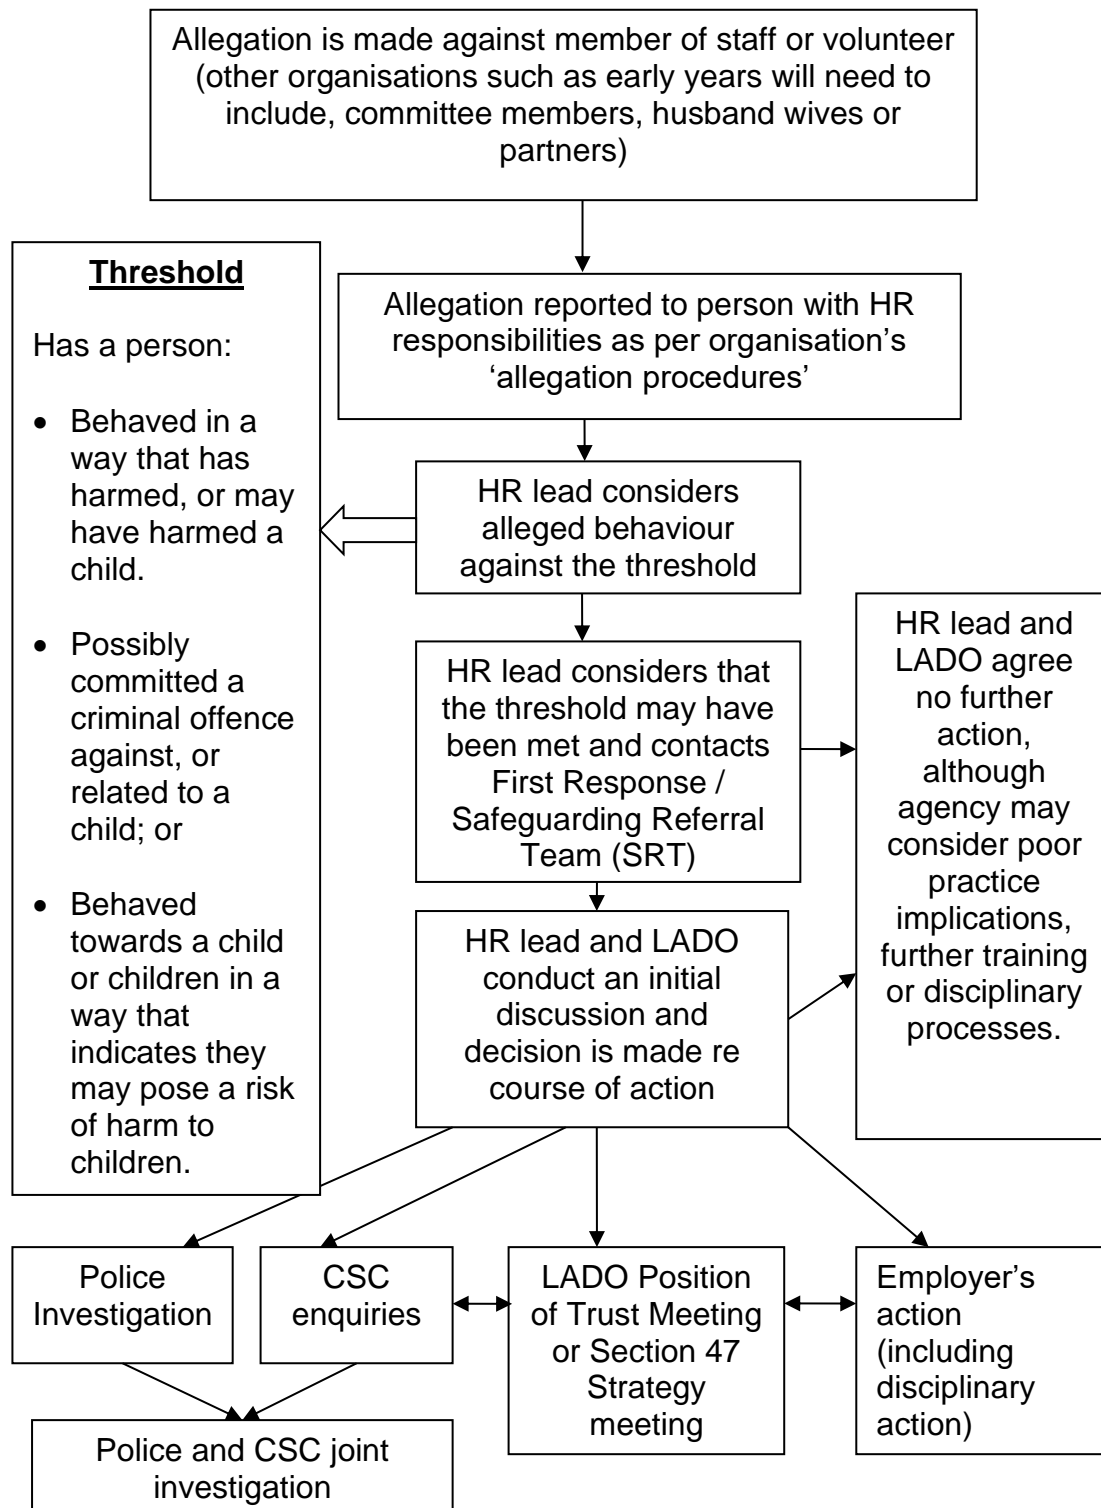 Allegation is made against member of staff or volunteer
(other organisations such as early years will need to
include, committee members, husband wives or
partners)
Threshold
Has a person:
• Behaved in a
way that has
harmed, or may
have harmed a
child.
• Possibly
committed a
criminal offence
against, or
related to a
child; or
• Behaved
towards a child
or children in a
way that
indicates they
may pose a risk
of harm to
children.
Allegation reported to person with HR
responsibilities as per organisation’s
‘allegation procedures’
HR lead considers
alleged behaviour
against the threshold
HR lead considers that
the threshold may have
been met and contacts
First Response /
Safeguarding Referral
Team (SRT)
HR lead and
LADO agree
no further
action,
although
agency may
consider poor
practice
implications,
further training
or disciplinary
processes.
HR lead and LADO
conduct an initial
discussion and
decision is made re
course of action
Police
Investigation
CSC
enquiries
LADO Position
of Trust Meeting
or Section 47
Strategy
meeting
Employer’s
action
(including
disciplinary
action)
Police and CSC joint
investigation